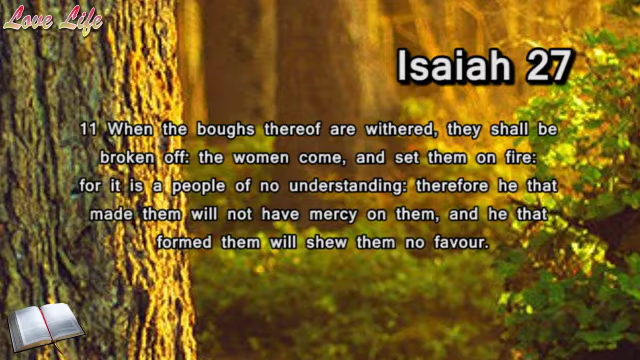 Love Life
Isaiah 27
11 When the boughs thereof are withered, they shall be
broken off: the women come, and set them on fire:
for it is a people of no understanding: therefore he that
made them will not have mercy on them, and he that
formed them will shew them no favour.